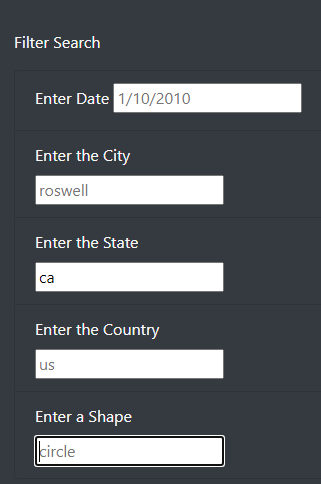 Filter Search
Enter Date 1/10/2010
Enter the City
roswell
Enter the State
ca
Enter the Country
us
Enter a Shape
circle